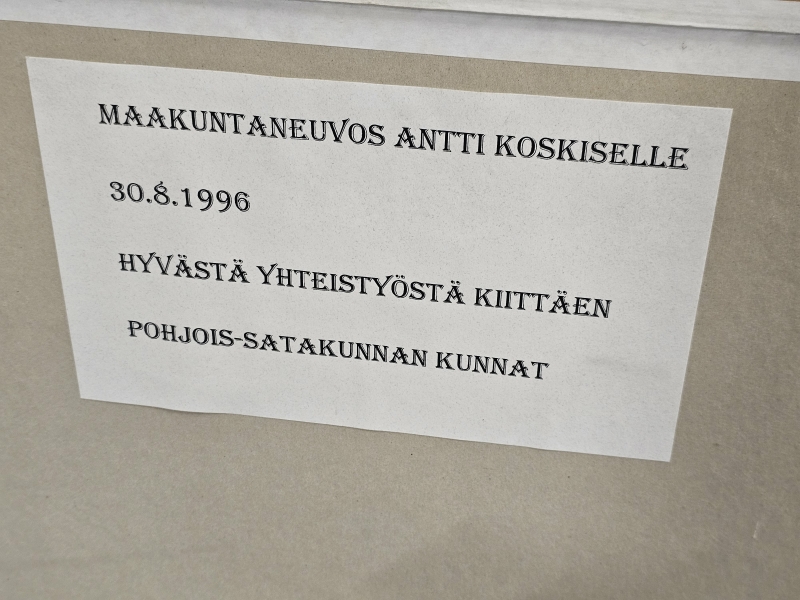 MAAKUNTANEUVOS ANTTI KOSKISELLE
30.8.1996
HYVÄSTÄ YHTEISTYÖSTÄ KIITTÄEN
POHJOIS-SATAKUNNAN KUNNAT